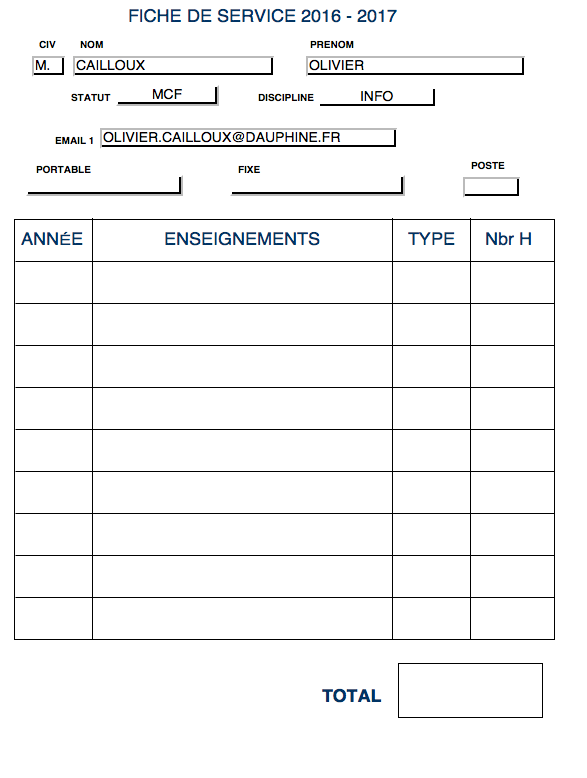 FICHE DE SERVICE 2016 - 2017
CIV NOM PRENOM
M. CAILLOUX OLIVIER
STATUT MCF DISCIPLINE INFO
EMAIL 1 OLIVIER.CAILLOUX@DAUPHINE.FR
PORTABLE FIXE POSTE
ANNÉE ENSEIGNEMENTS TYPE Nbr H
TOTAL